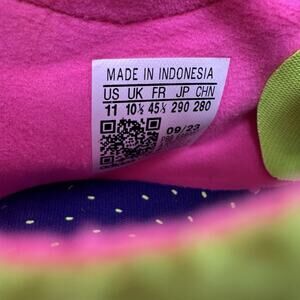 MADE IN INDONESIA
US UK FR JP CHN
11 10½ 45⅓ 290 280
09/23